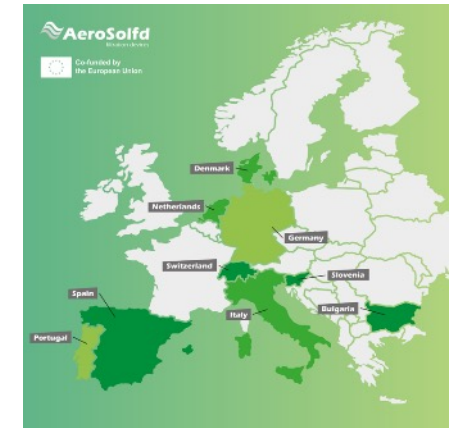 AeroSolfd
Co-funded by
the European Union
Denmark
Netherlands
Germany
Switzerland
Slovenia
Spain
Bulgaria
Italy
Portugal